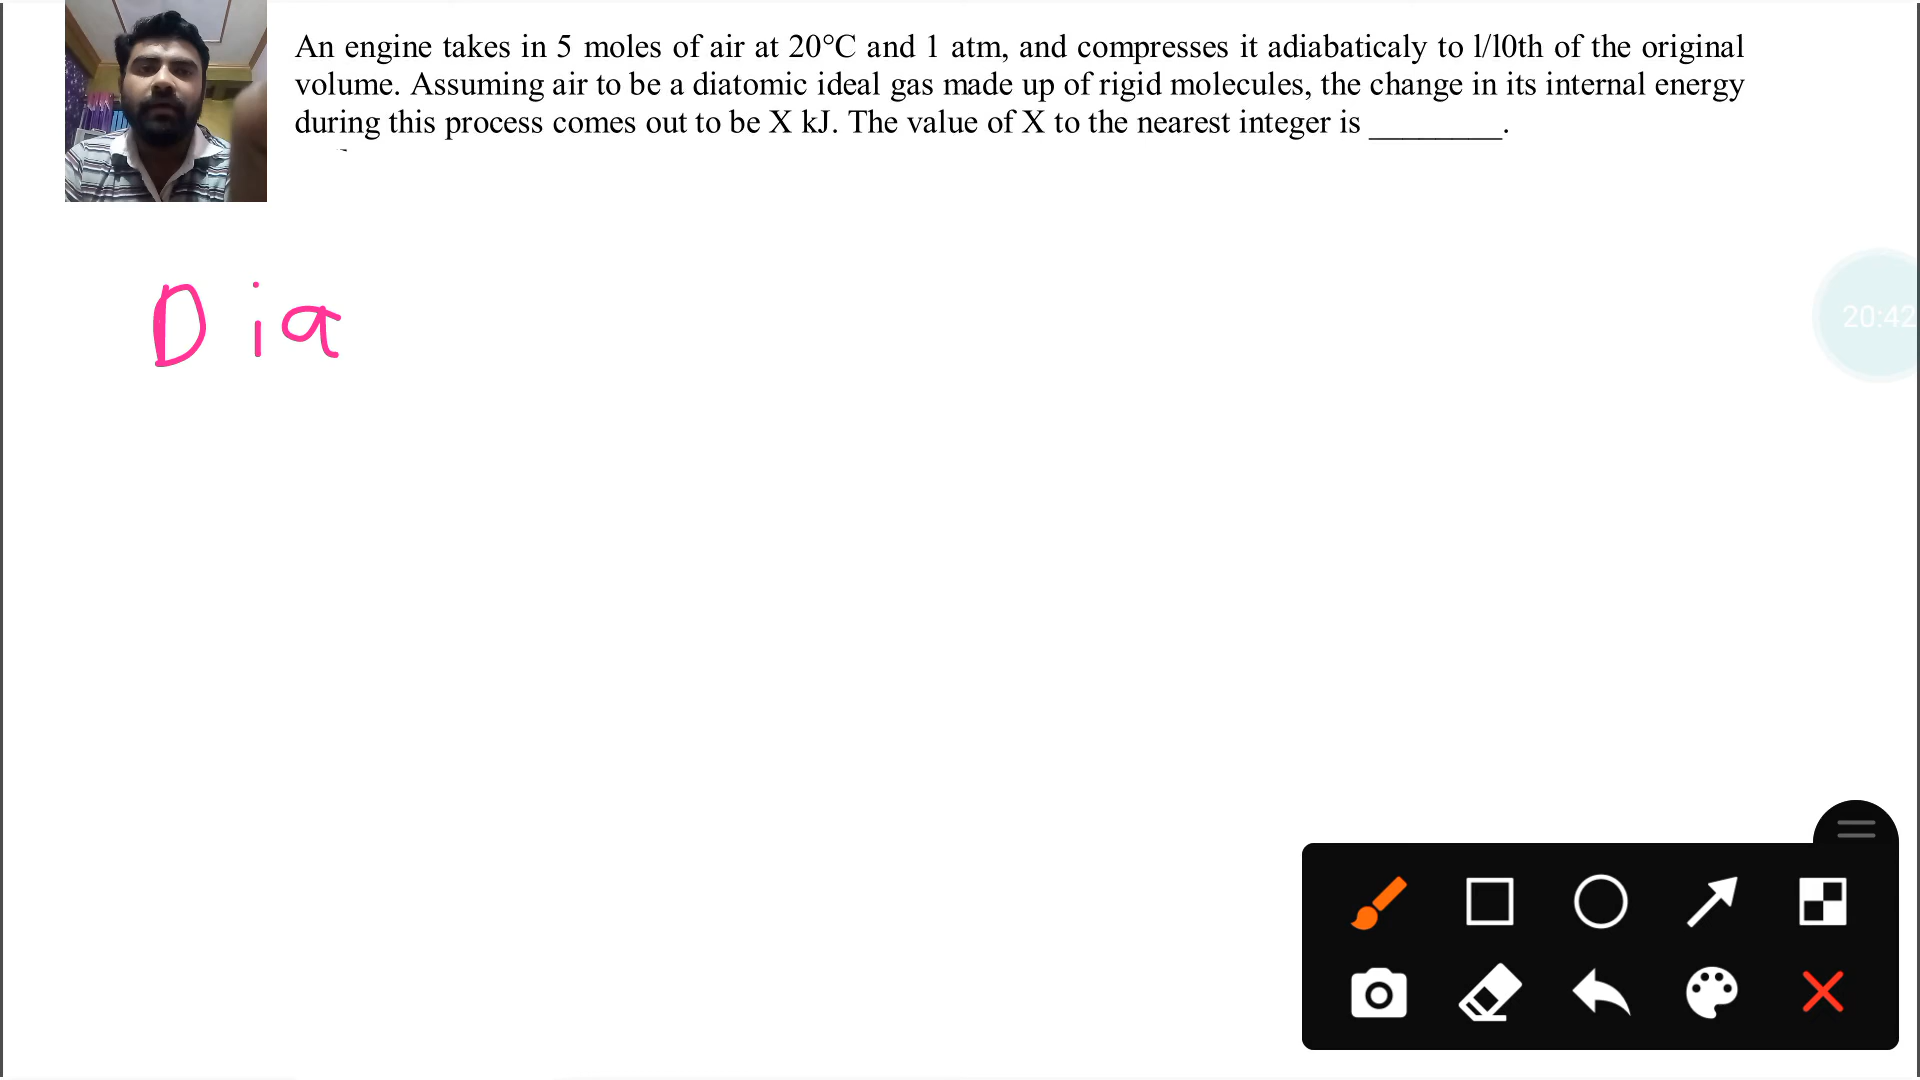 An engine takes in 5 moles of air at 20°C and 1 atm, and compresses it adiabaticaly to l/l0th of the original
volume. Assuming air to be a diatomic ideal gas made up of rigid molecules, the change in its internal energy
during this process comes out to be X kJ. The value of X to the nearest integer is ________.
Dia
20:42